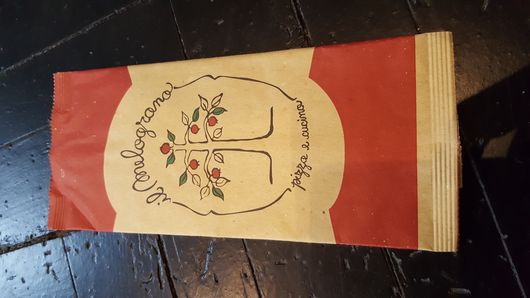 il Melograno
pizza e cucina